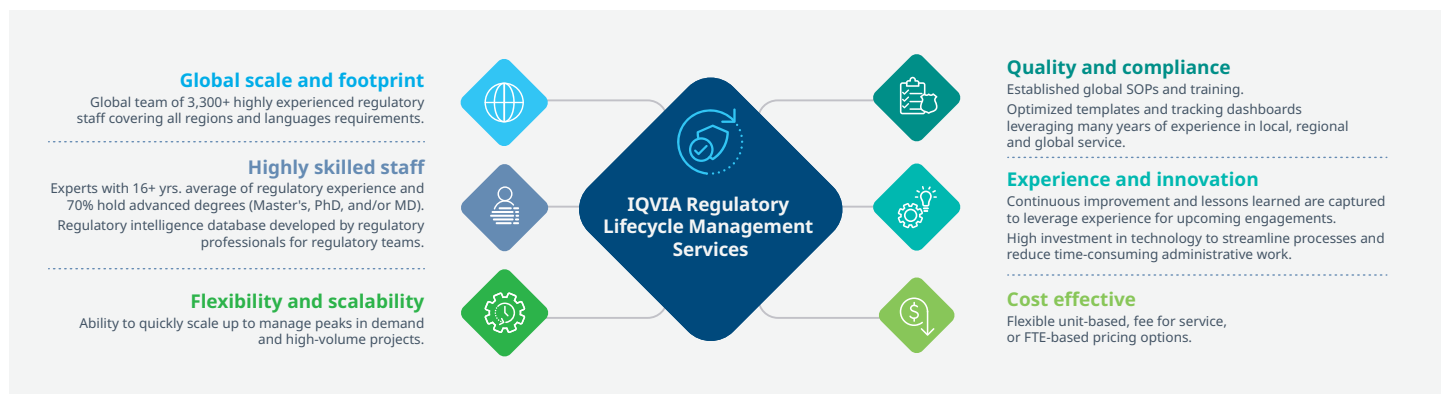 Global scale and footprint
Global team of 3,300+ highly experienced regulatory
staff covering all regions and languages requirements.
Highly skilled staff
Experts with 16+ yrs. average of regulatory experience and
70% hold advanced degrees (Master's, PhD, and/or MD).
Regulatory intelligence database developed by regulatory
professionals for regulatory teams.
Flexibility and scalability
Ability to quickly scale up to manage peaks in demand
and high-volume projects.
IQVIA Regulatory
Lifecycle Management
Services
Quality and compliance
Established global SOPs and training.
Optimized templates and tracking dashboards
leveraging many years of experience in local, regional
and global service.
Experience and innovation
Continuous improvement and lessons learned are captured
to leverage experience for upcoming engagements.
High investment in technology to streamline processes and
reduce time-consuming administrative work.
Cost effective
Flexible unit-based, fee for service,
or FTE-based pricing options.